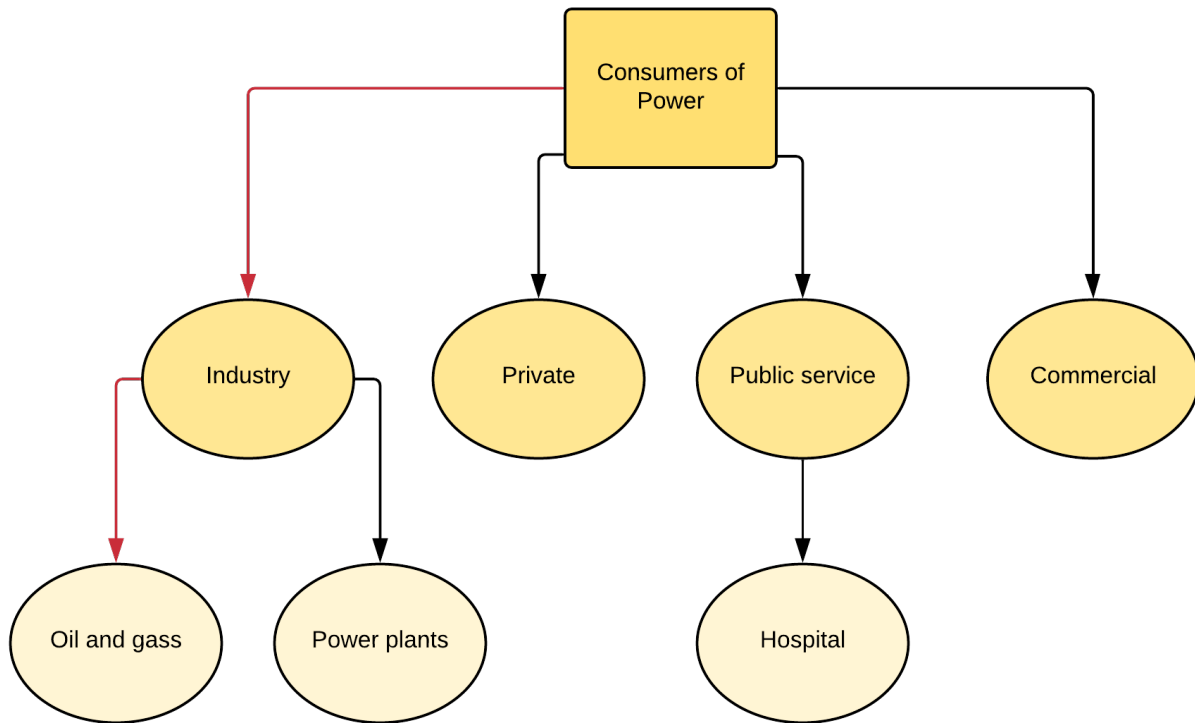 Consumers of
Power
Industry
Private
Public service
Commercial
Oil and gass
Power plants
Hospital